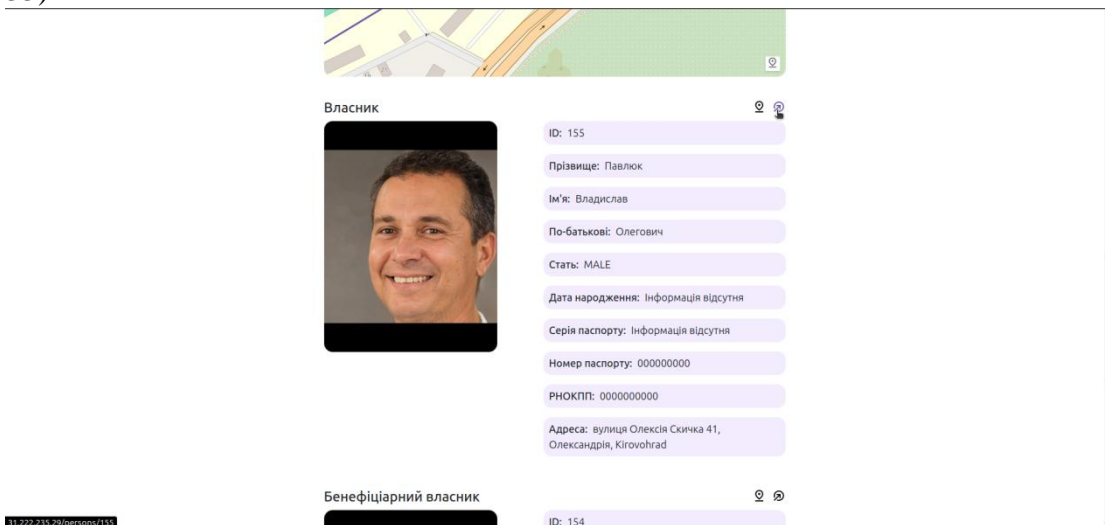 Власник
ID: 155
Прізвище: Павлюк
Ім'я: Владислав
По-батькові: Олегович
Стать: MALE
Дата народження: Інформація відсутня
Серія паспорту: Інформація відсутня
Номер паспорту: 000000000
РНОКПП: 0000000000
Адреса: вулиця Олексія Скичка 41,
Олександрія, Kirovohrad
Бенефіціарний власник
ID: 154
31.222.235.29/persons/155